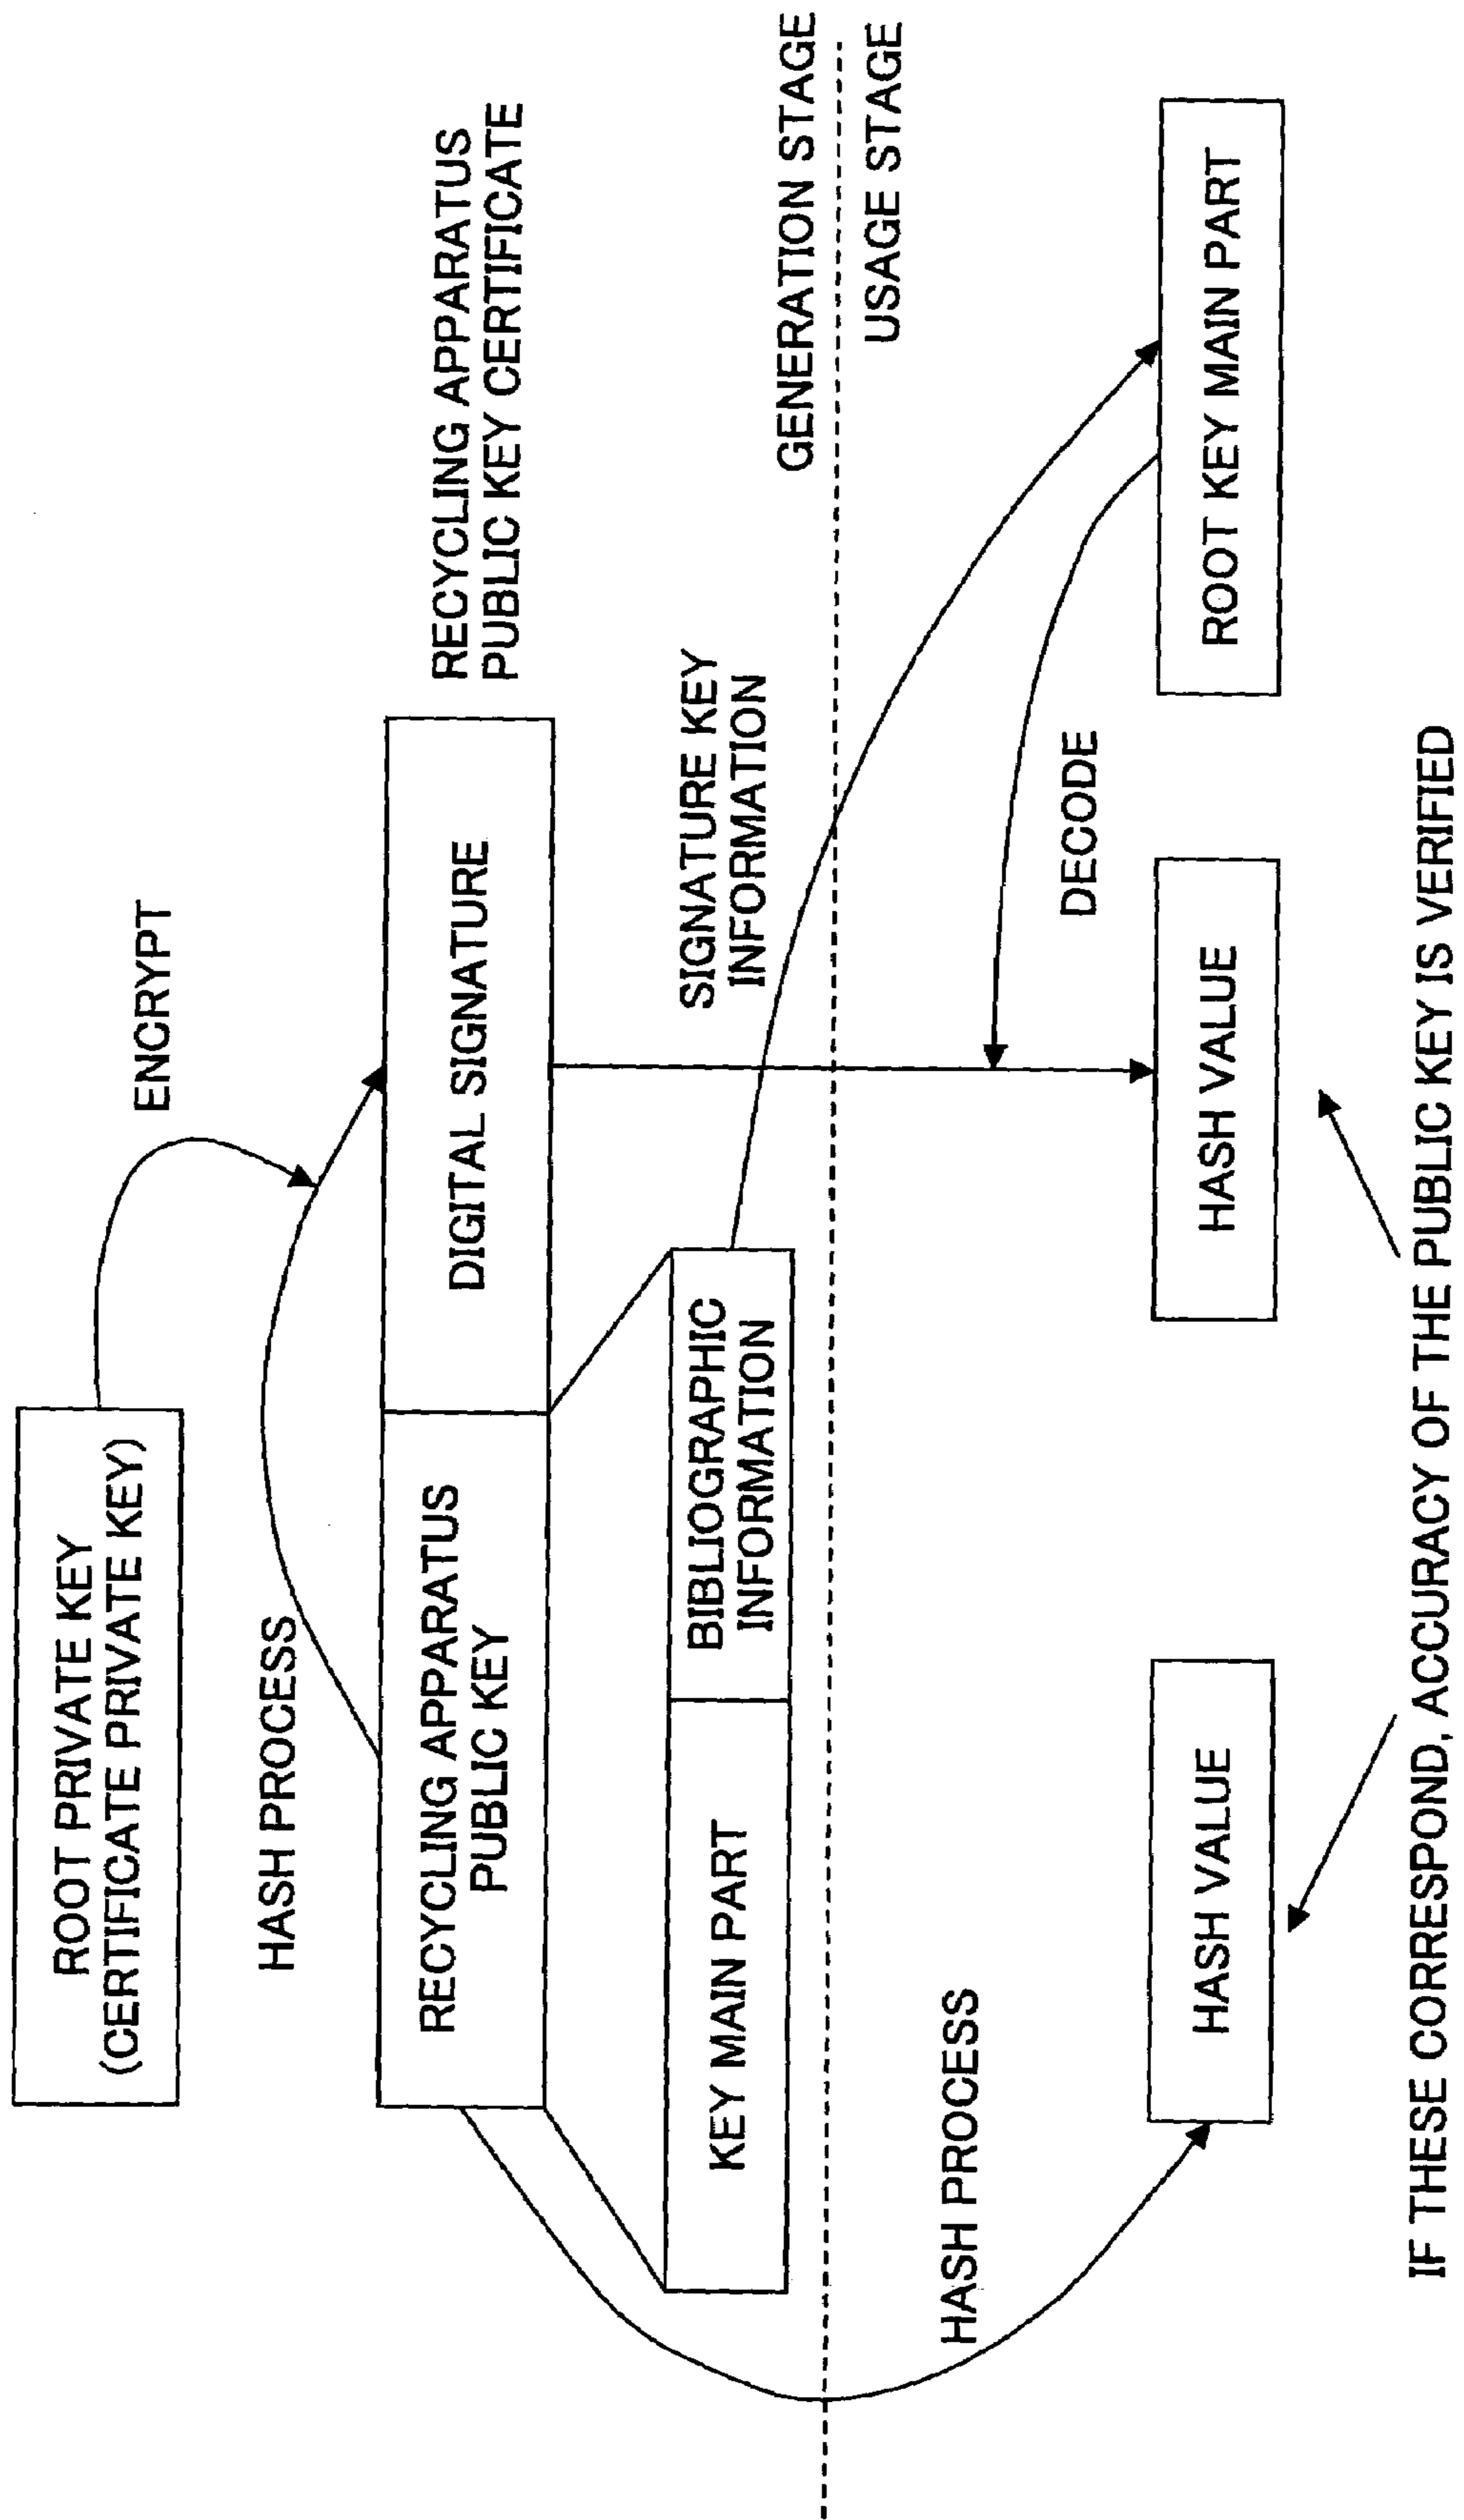 ROOT PRIVATE KEY
(CERTIFICATE PRIVATE KEY)
ENCRYPT
HASH PROCESS
RECYCLING APPARATUS
PUBLIC KEY
DIGITAL SIGNATURE
RECYCLING APPARATUS
PUBLIC KEY CERTIFICATE
KEY MAIN PART
BIBLIOGRAPHIC
INFORMATION
SIGNATURE KEY
INFORMATION
GENERATION STAGE
USAGE STAGE
HASH PROCESS
DECODE
HASH VALUE
HASH VALUE
ROOT KEY MAIN PART
IF THESE CORRESPOND, ACCURACY OF THE PUBLIC KEY IS VERIFIED